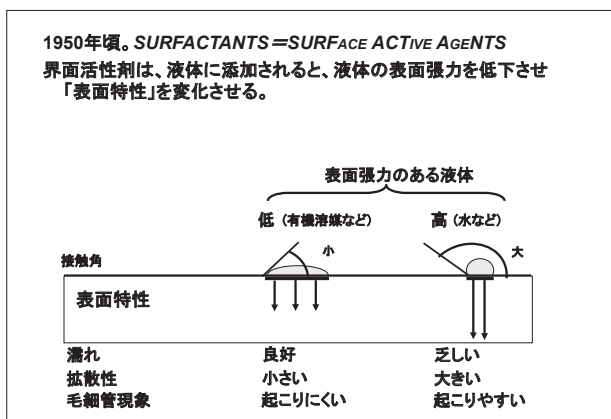 1950年頃。SURFACTANTS=SURFACE ACTIVE AGENTS
界面活性剤は、液体に添加されると、液体の表面張力を低下させ
「表面特性」を変化させる。
表面張力のある液体
低（有機溶媒など） 高（水など）
接触角 小 大
表面特性
濡れ 良好 乏しい
拡散性 小さい 大きい
毛細管現象 起こりにくい 起こりやすい